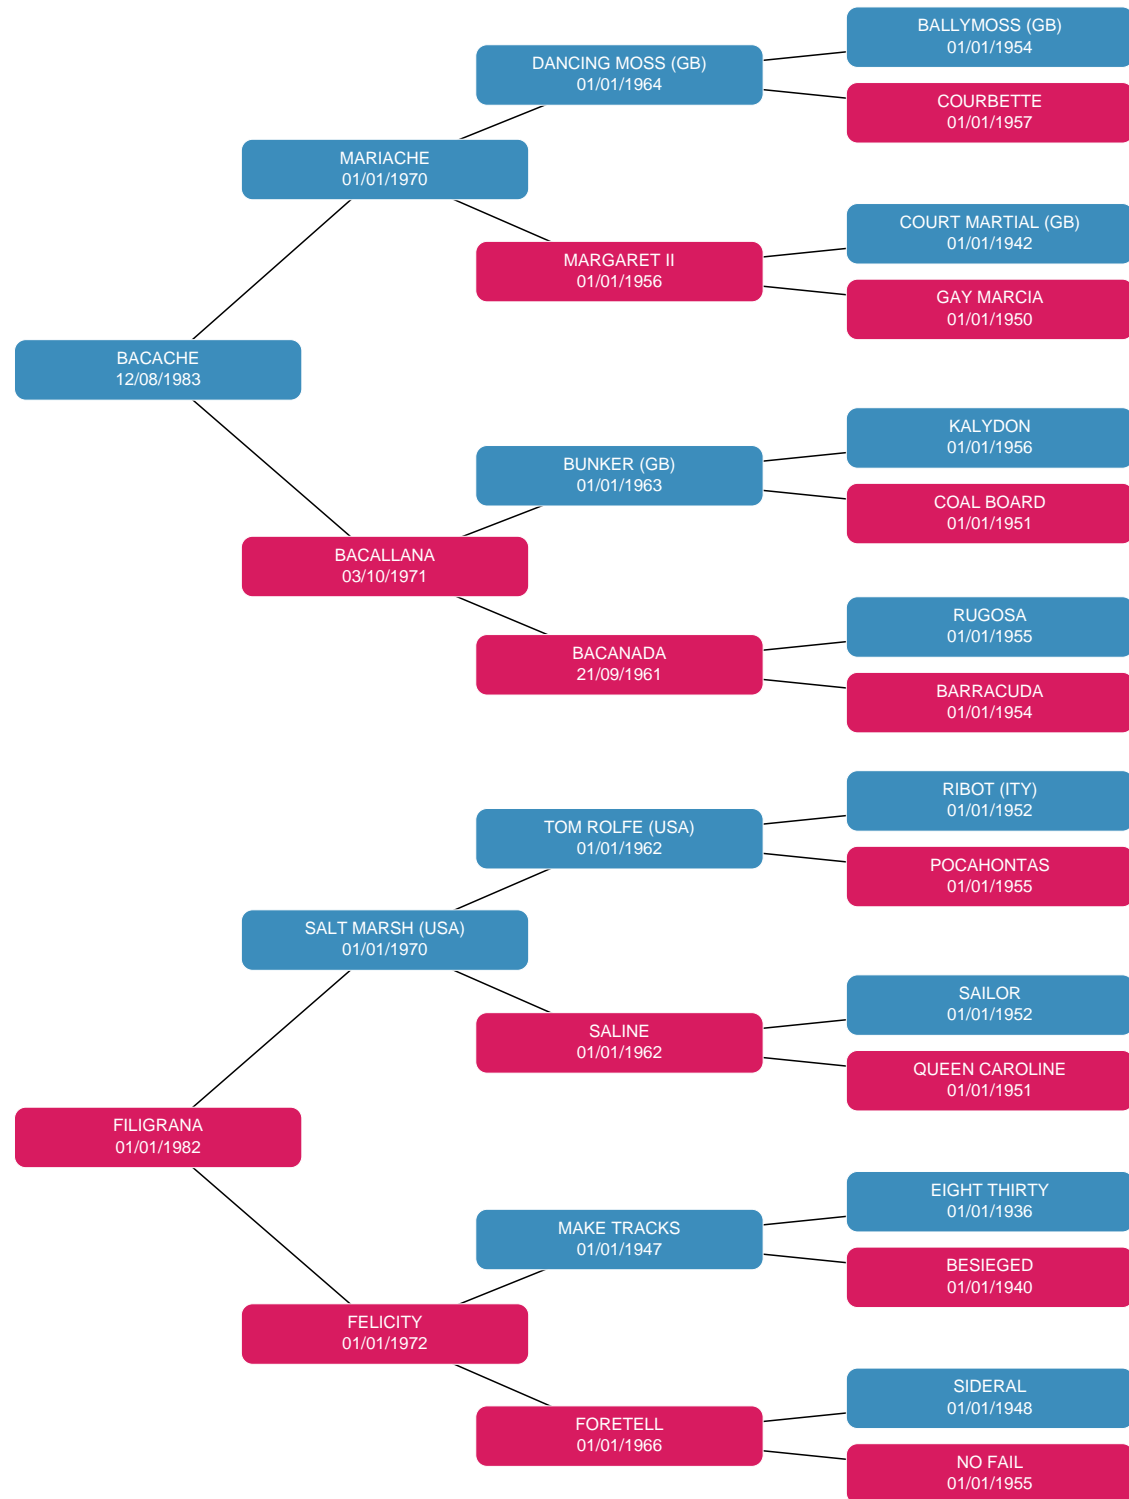 BALLYMOSS (GB)
01/01/1954
DANCING MOSS (GB)
01/01/1964
COURBETTE
01/01/1957
MARIACHE
01/01/1970
COURT MARTIAL (GB)
01/01/1942
MARGARET II
01/01/1956
GAY MARCIA
01/01/1950
BACACHE
12/08/1983
KALYDON
01/01/1956
BUNKER (GB)
01/01/1963
COAL BOARD
01/01/1951
BACALLANA
03/10/1971
RUGOSA
01/01/1955
BACANADA
21/09/1961
BARRACUDA
01/01/1954
RIBOT (ITY)
01/01/1952
TOM ROLFE (USA)
01/01/1962
POCAHONTAS
01/01/1955
SALT MARSH (USA)
01/01/1970
SAILOR
01/01/1952
SALINE
01/01/1962
QUEEN CAROLINE
01/01/1951
FILIGRANA
01/01/1982
EIGHT THIRTY
01/01/1936
MAKE TRACKS
01/01/1947
BESIEGED
01/01/1940
FELICITY
01/01/1972
SIDERAL
01/01/1948
FORETELL
01/01/1966
NO FAIL
01/01/1955